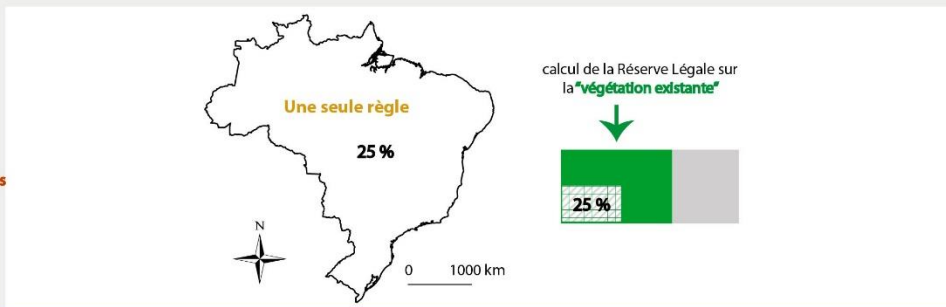 calcul de la Réserve Légale sur
la "végétation existante"
Une seule règle
25 %
25 %
s
N
0 1000 km